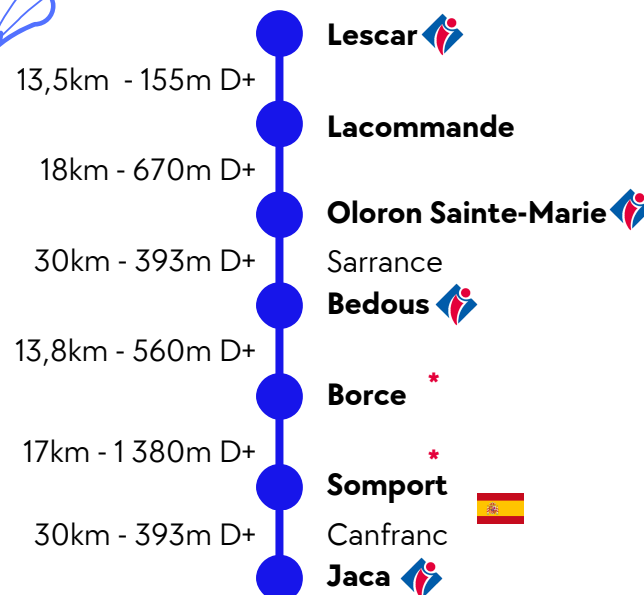 Lescar
13,5km - 155m D+
Lacommande
18km - 670m D+
Oloron Sainte-Marie
30km - 393m D+
Sarrance
Bedous
13,8km - 560m D+
Borce *
17km - 1 380m D+
*
Somport
30km - 393m D+
Canfranc
Jaca